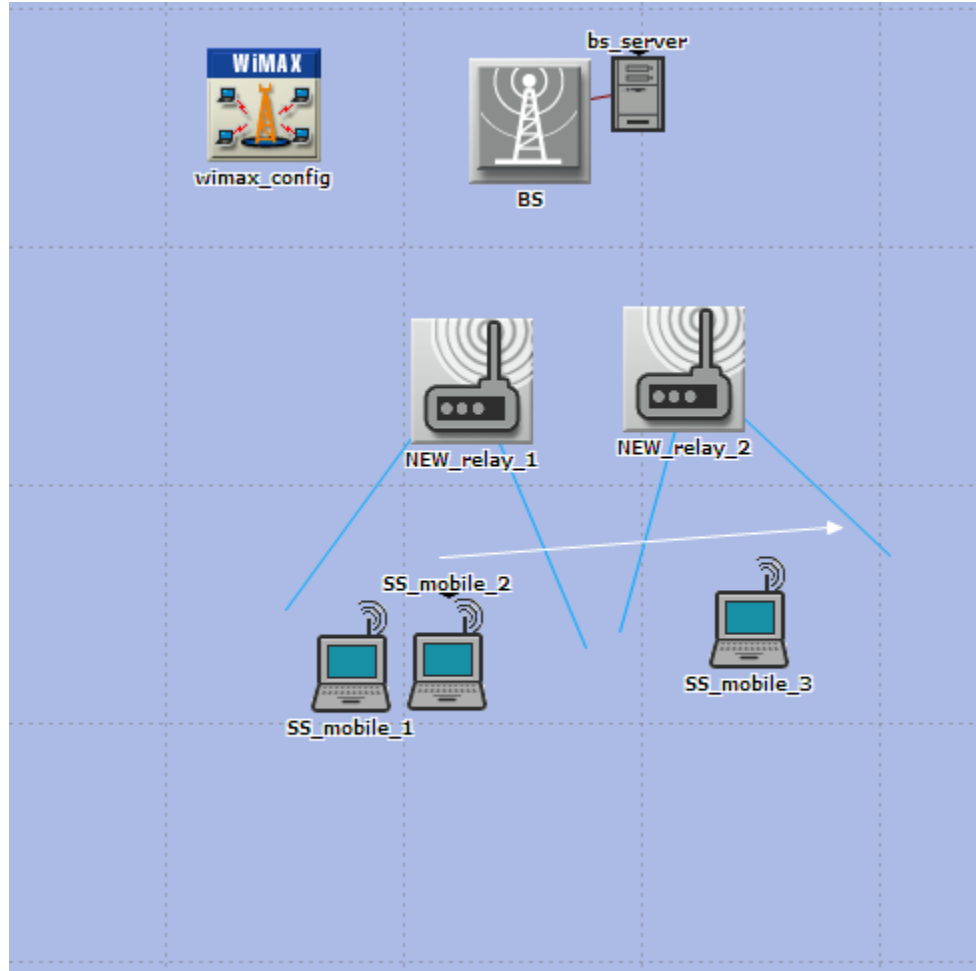 bs_server
WiMAX
wimax_config
BS
NEW_relay_1
NEW_relay_2
SS_mobile_2
SS_mobile_3
SS_mobile_1